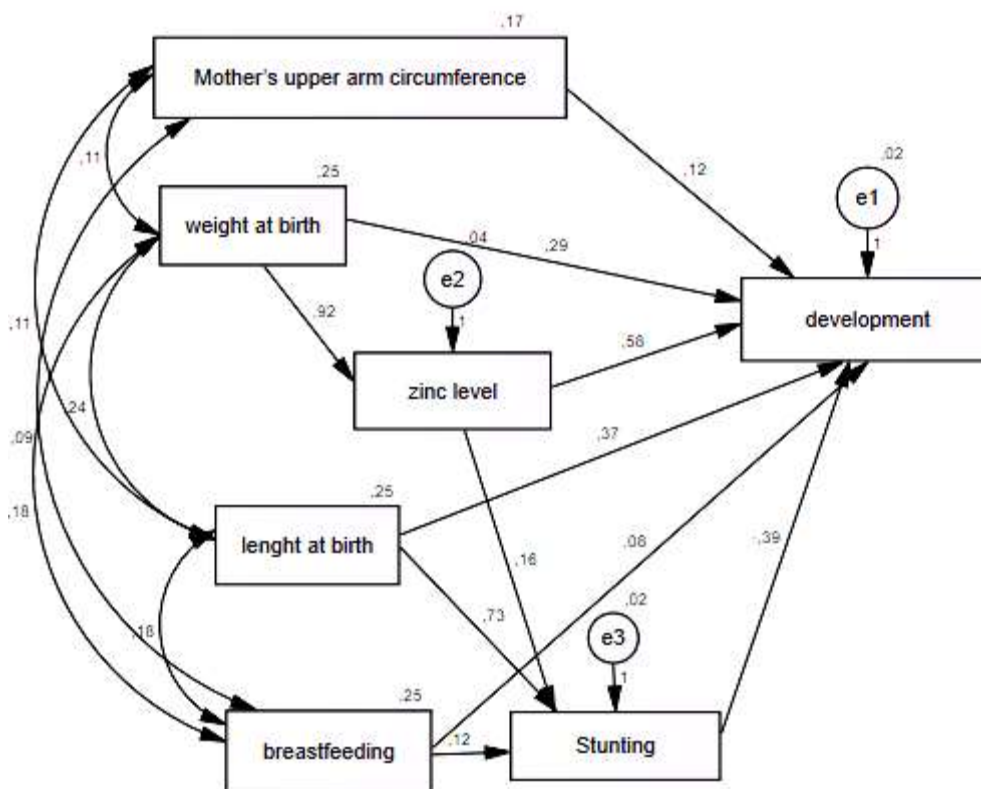 ,17
Mother's upper arm circumference
,11
,12
,02
e1
1
,25
weight at birth
,04
,29
e2
1
development
,92
,58
zinc level
,11
,24
,09
,37
,25
,18
lenght at birth
,08
-,39
,16
,02
,73
e3
,18
1
,25
breastfeeding
,12
Stunting